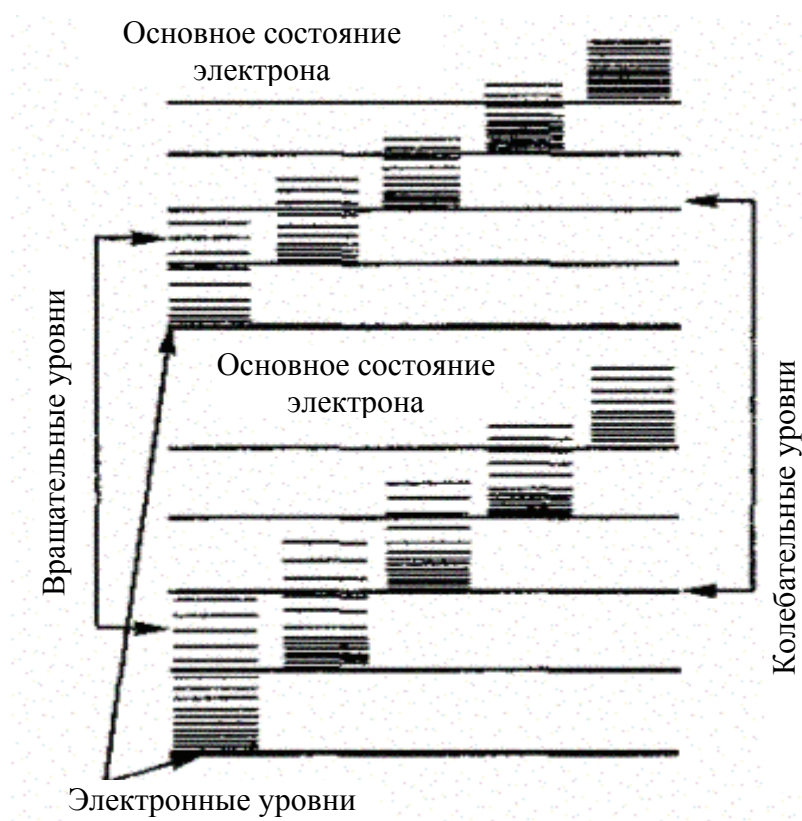 Основное состояние
электрона
Вращательные уровни
Основное состояние
электрона
Колебательные уровни
Электронные уровни